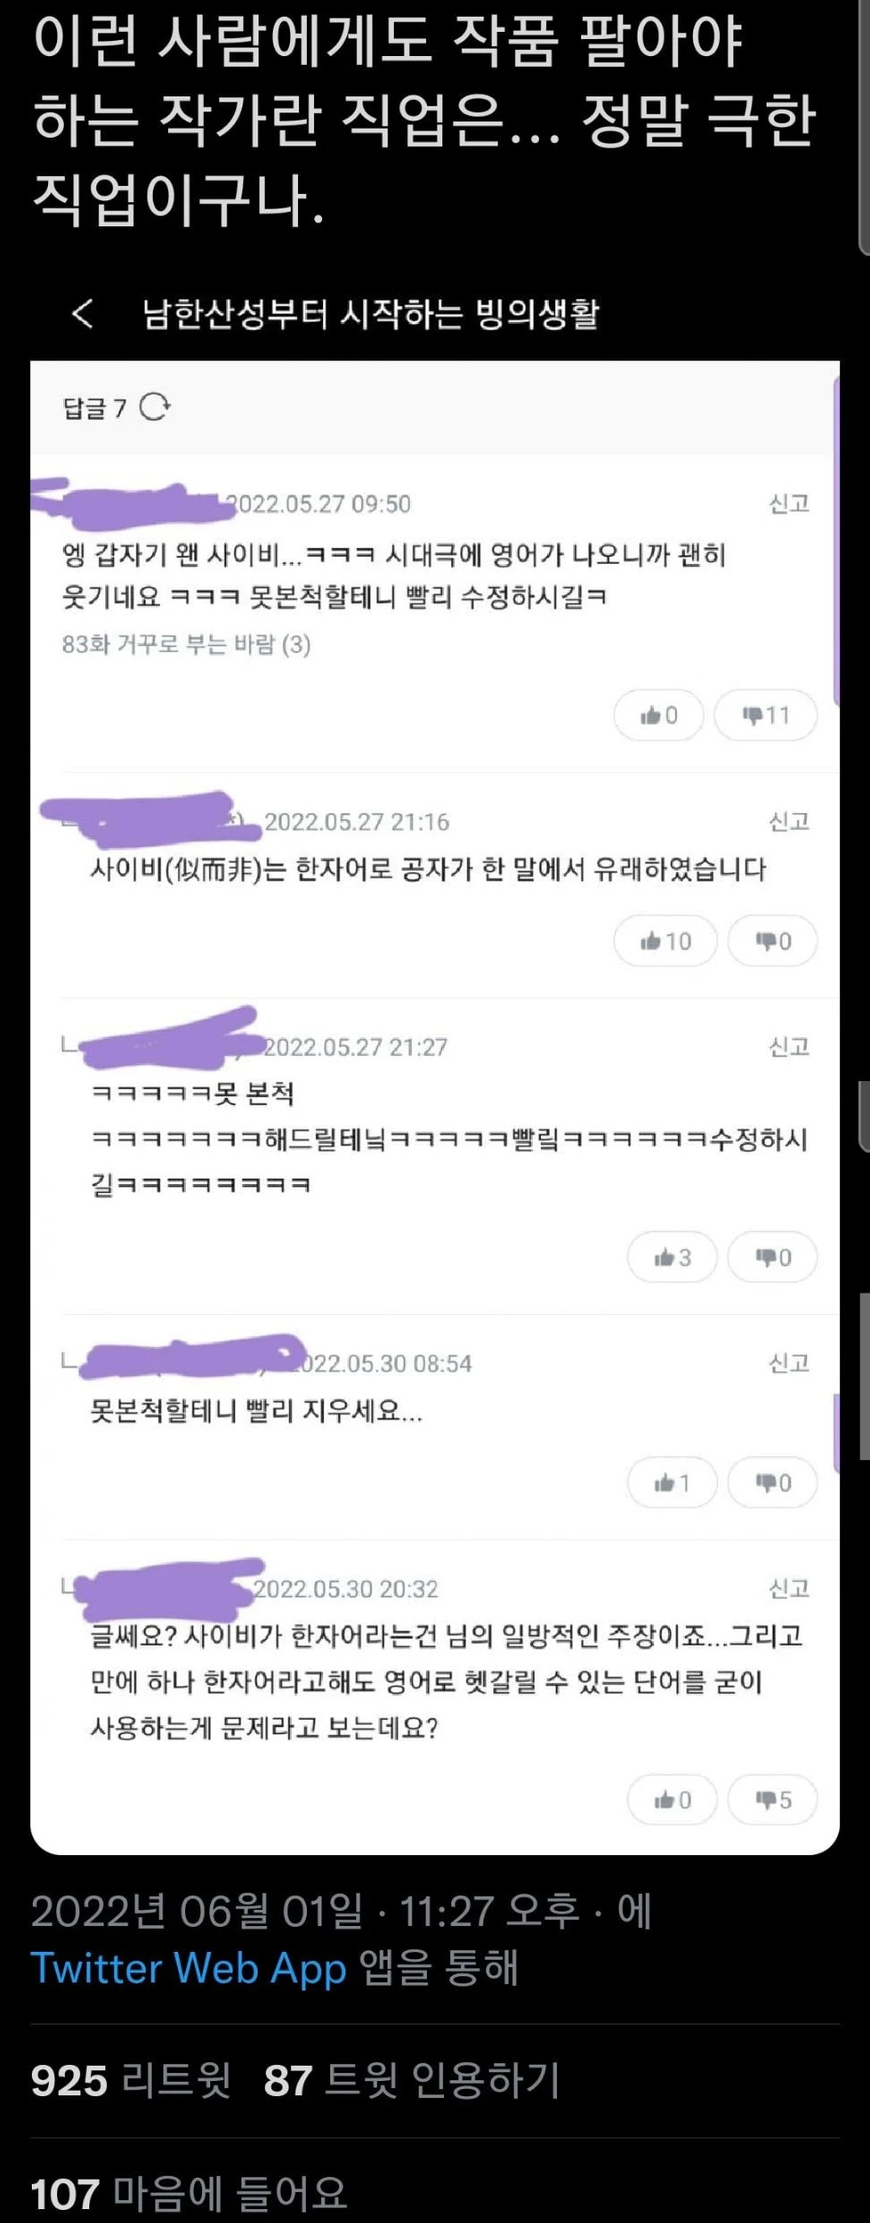 이런 사람에게도 작품 팔아야
하는 작가란 직업은... 정말 극한
직업이구나.
남한산성부터 시작하는 빙의생활
답글 7
2022.05.27 09:50
신고
엥 갑자기 왠 사이비...ㅋㅋㅋ 시대극에 영어가 나오니까 괜히
웃기네요 ㅋㅋㅋ 못본척할테니 빨리 수정하시길ㅋ
83화 거꾸로 부는 바람 (3)
0
11
2022.05.27 21:16
신고
사이비(似而非)는 한자어로 공자가 한 말에서 유래하였습니다
10
0
2022.05.27 21:27
신고
ㅋㅋㅋㅋㅋ못 본척
ㅋㅋㅋㅋㅋㅋㅋ해드릴테닠ㅋㅋㅋㅋㅋ빨맄ㅋㅋㅋㅋㅋㅋ수정하시
길ㅋㅋㅋㅋㅋㅋㅋㅋ
3
0
022.05.30 08:54
신고
못본척할테니 빨리 지우세요...
1
0
2022.05.30 20:32
신고
글쎄요? 사이비가 한자어라는건 님의 일방적인 주장이죠...그리고
만에 하나 한자어라고해도 영어로 헷갈릴 수 있는 단어를 굳이
사용하는게 문제라고 보는데요?
0
5
2022년 06월 01일 · 11:27 오후 · 에
Twitter Web App 앱을 통해
925 리트윗 87 트윗 인용하기
107 마음에 들어요